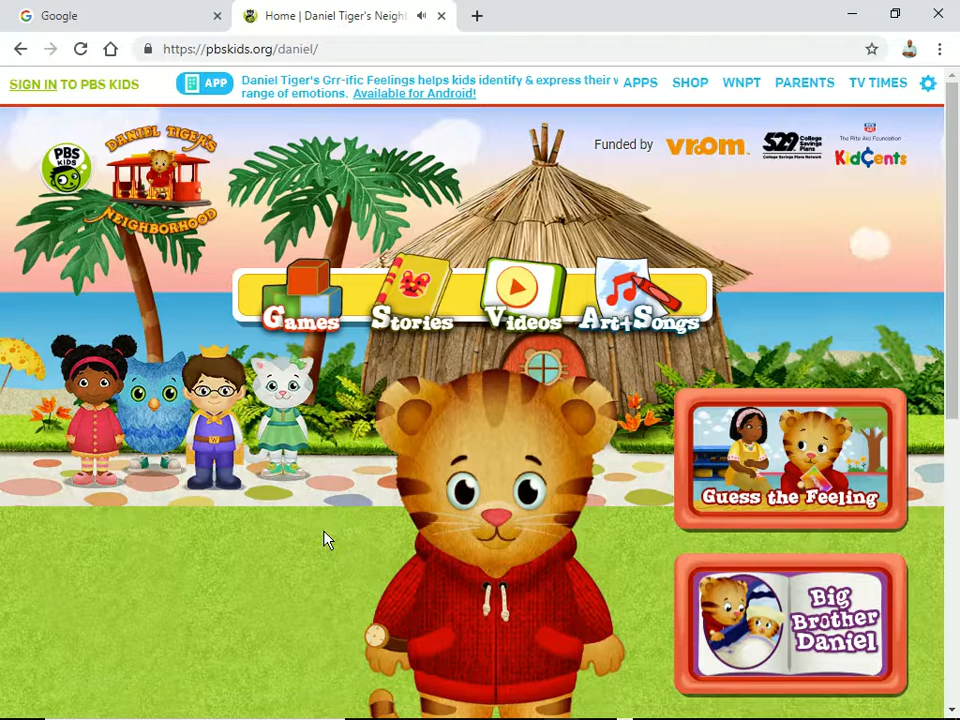 Google
Home | Daniel Tiger's Neighb
https://pbskids.org/daniel/
SIGN IN TO PBS KIDS
APP
Daniel Tiger's Grr-ific Feelings helps kids identify & express their v
range of emotions. Available for Android!
APPS SHOP WNPT PARENTS TV TIMES
PBS KIDS
DANIEL TIGER'S
NEIGHBORHOOD
Funded by
vroom
529 College Savings Plans
College Savings Plans Network
The Rite Aid Foundation
KidCents
Games Stories Videos Art+Songs
W
Guess the Feeling
Big
Brother
Daniel